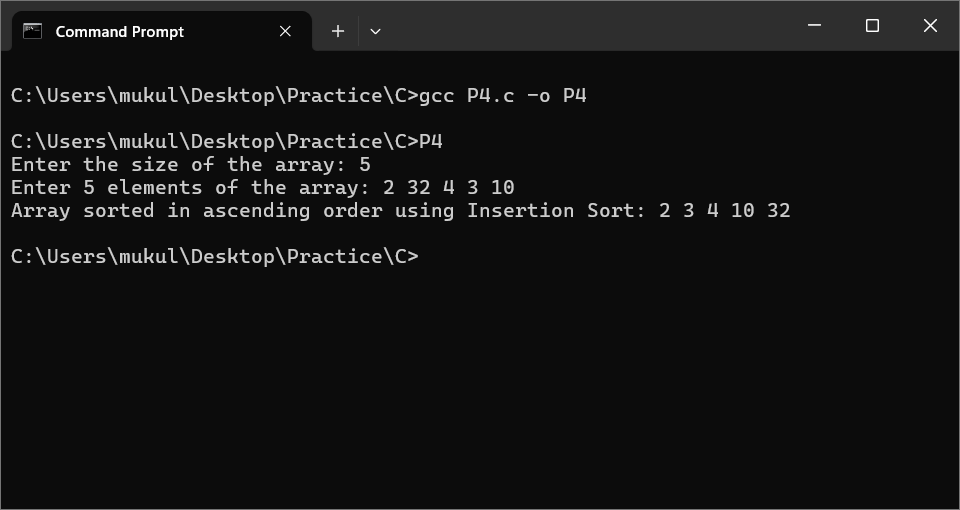 Command Prompt
C:\Users\mukul\Desktop\Practice\C>gcc P4.c -o P4
C:\Users\mukul\Desktop\Practice\C>P4
Enter the size of the array: 5
Enter 5 elements of the array: 2 32 4 3 10
Array sorted in ascending order using Insertion Sort: 2 3 4 10 32
C:\Users\mukul\Desktop\Practice\C>